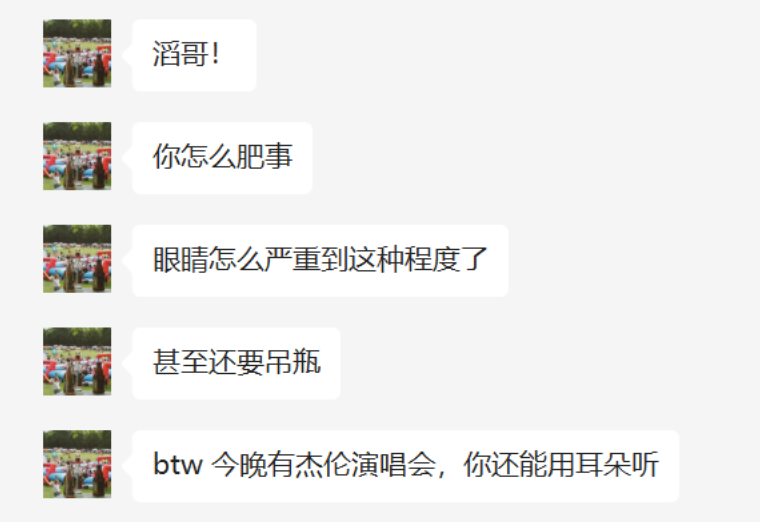 滔哥！
你怎么肥事
眼睛怎么严重到这种程度了
甚至还要吊瓶
btw 今晚有杰伦演唱会，你还能用耳朵听